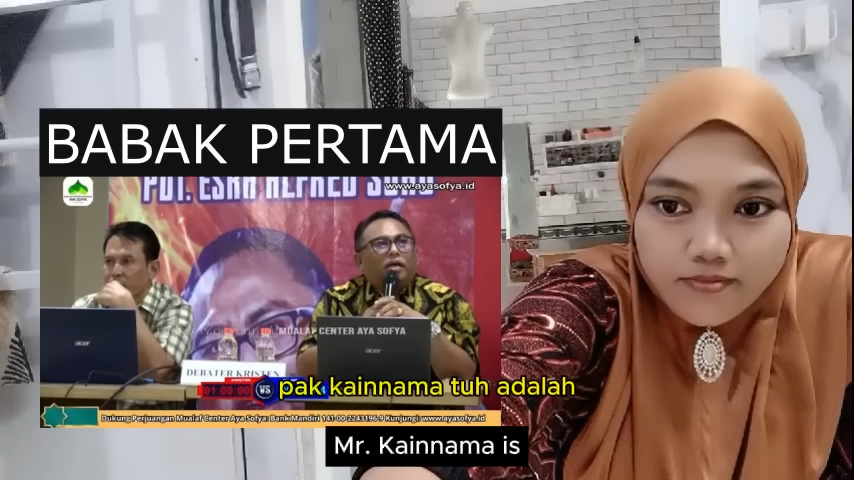 BABAK PERTAMA
PDT. ESRA ALFRED SORU
www.ayasofya.id
MUALAF CENTER AYA SOFYA
acer
acer
DEBATER KRISTEN
VS
pak kainnama tuh adalah
Dukung Perjuangan Mualaf Center Aya Sofya: Bank Mandiri 141-00-2243196-9 Kunjungi: www.ayasofya.id
Mr. Kainnama is